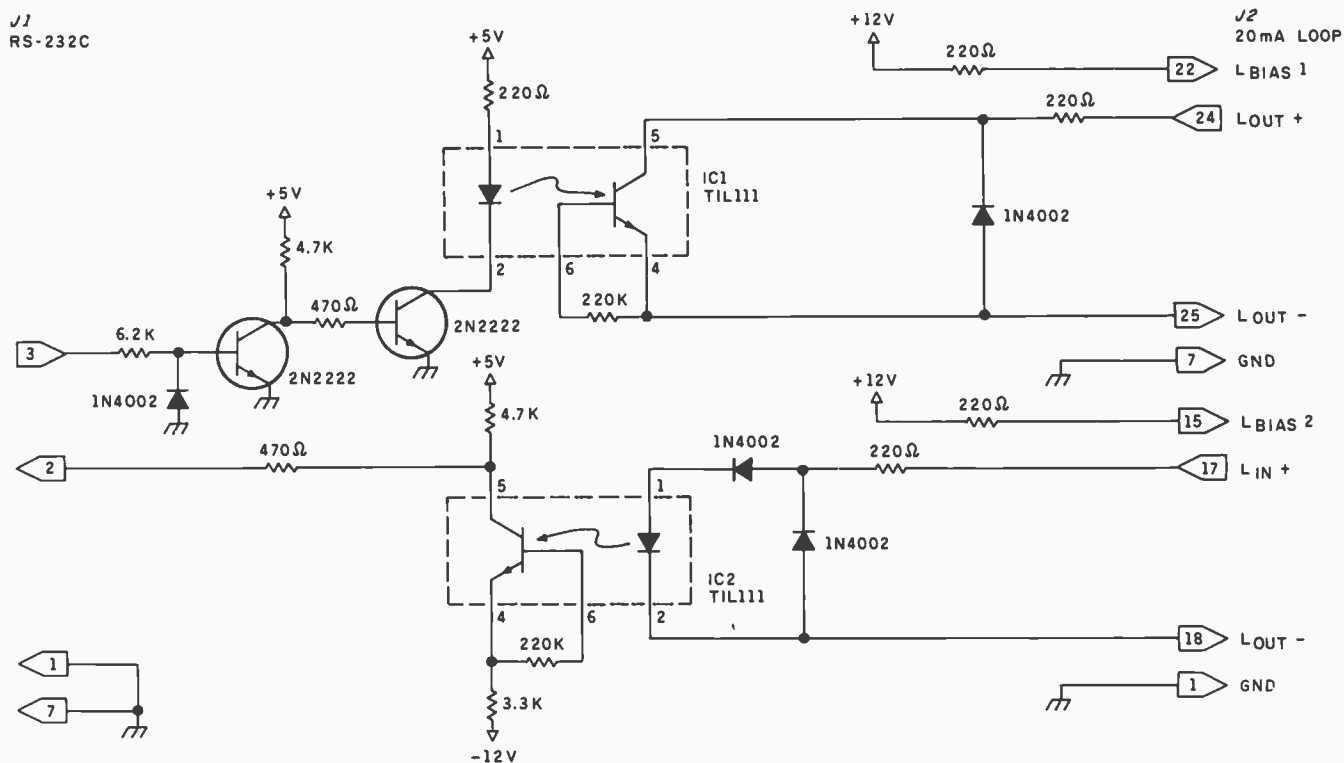 J1
RS-232C
+12V
J2
20mA LOOP
+5V
220Ω
22
LBIAS 1
220Ω
220Ω
24
LOUT +
1
5
IC1
TIL111
+5V
1N4002
4.7K
2
6
4
470Ω
220K
2N2222
25
LOUT -
3
6.2K
+5V
7
GND
2N2222
1N4002
+12V
4.7K
220Ω
15
LBIAS 2
470Ω
1N4002
220Ω
2
17
LIN +
5
1
1N4002
IC2
TIL111
4
6
2
220K
18
LOUT -
1
7
3.3K
1
GND
-12V